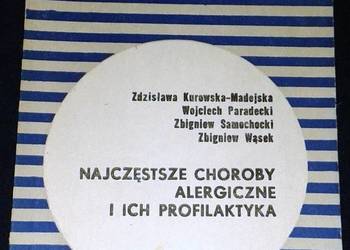 Zdzisława Kurowska-Madejska
Wojciech Paradecki
Zbigniew Samochocki
Zbigniew Wąsek
NAJCZĘSTSZE CHOROBY
ALERGICZNE
I ICH PROFILAKTYKA